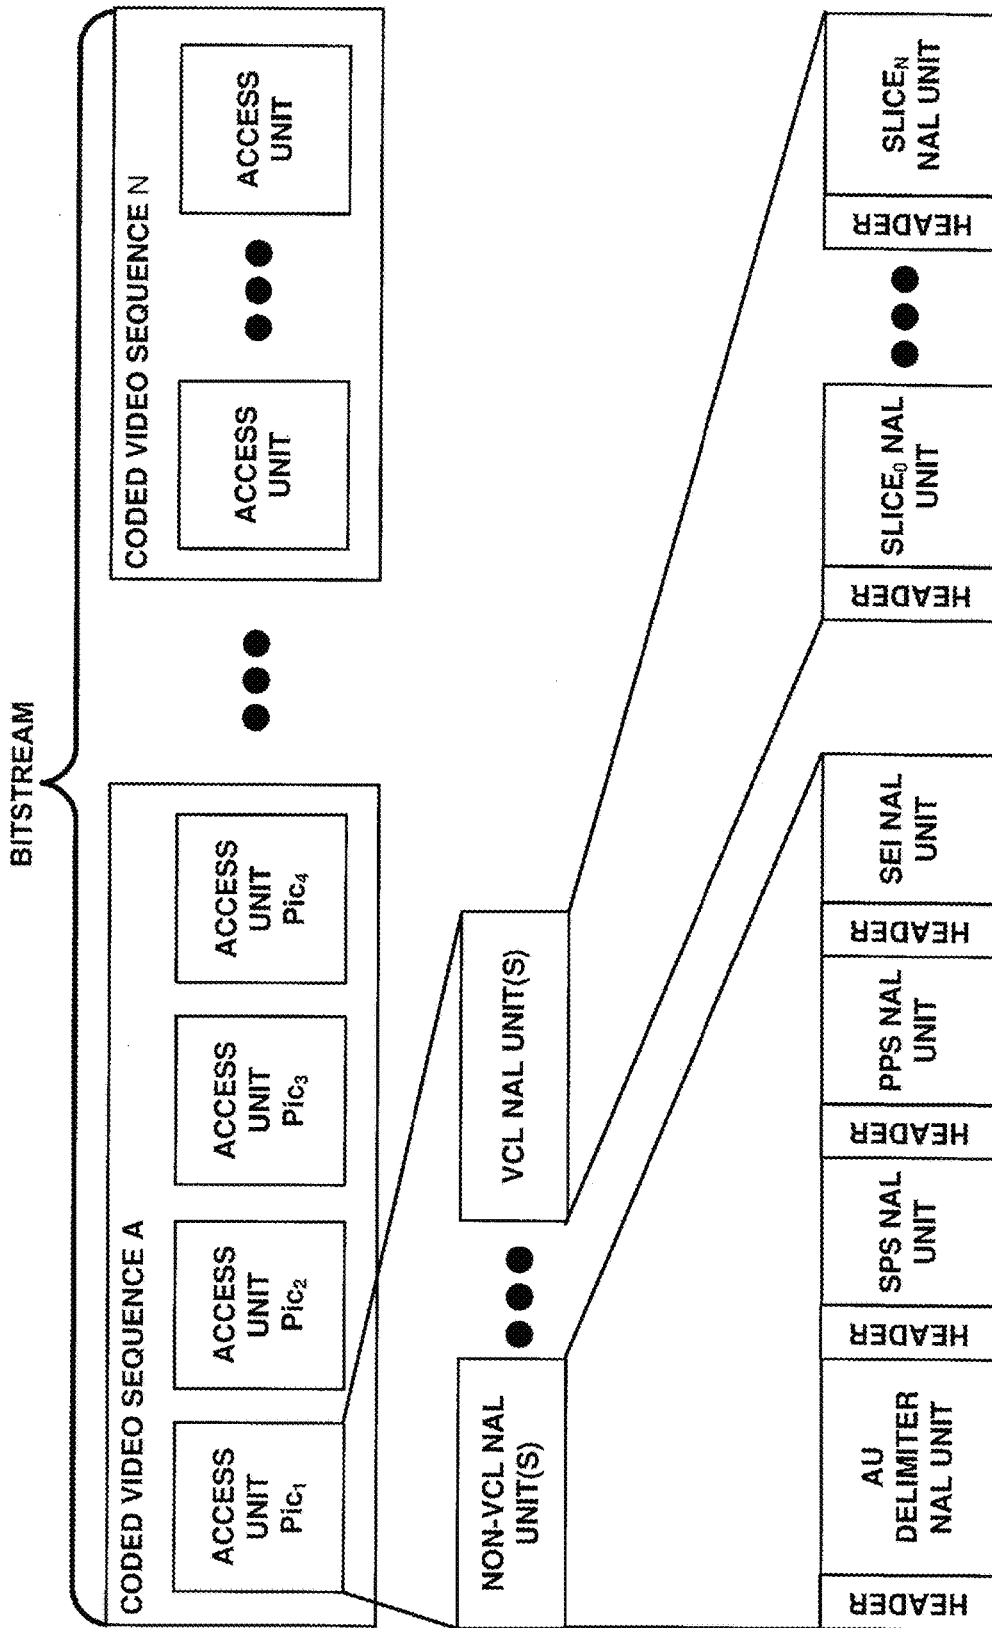 BITSTREAM
CODED VIDEO SEQUENCE A
ACCESS
UNIT
Pic1
ACCESS
UNIT
Pic2
ACCESS
UNIT
Pic3
ACCESS
UNIT
Pic4
CODED VIDEO SEQUENCE N
ACCESS
UNIT
ACCESS
UNIT
NON-VCL NAL
UNIT(S)
VCL NAL UNIT(S)
HEADER
AU
DELIMITER
NAL UNIT
HEADER
SPS NAL
UNIT
HEADER
PPS NAL
UNIT
HEADER
SEI NAL
UNIT
HEADER
SLICE0 NAL
UNIT
HEADER
SLICEN
NAL UNIT